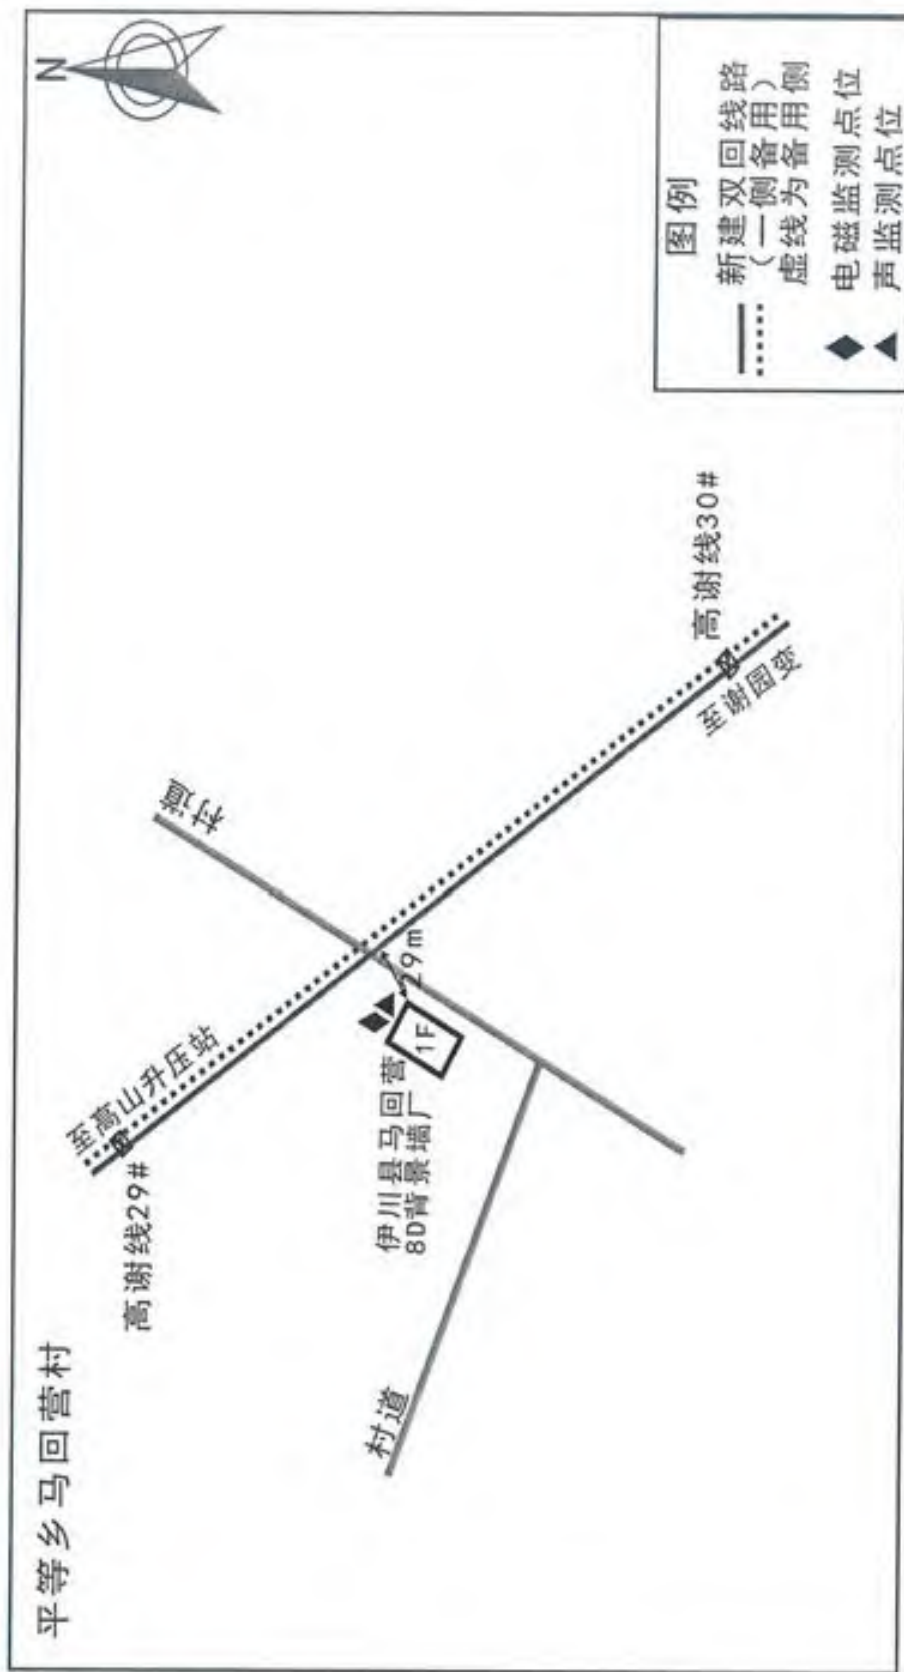 平等乡马回营村
N
高谢线29#
至高山升压站
村道
29m
1F
伊川县马回营
8D背景墙厂
村道
高谢线30#
至谢园变
图例
新建双回线路
（一侧备用）
虚线为备用侧
电磁监测点位
声监测点位